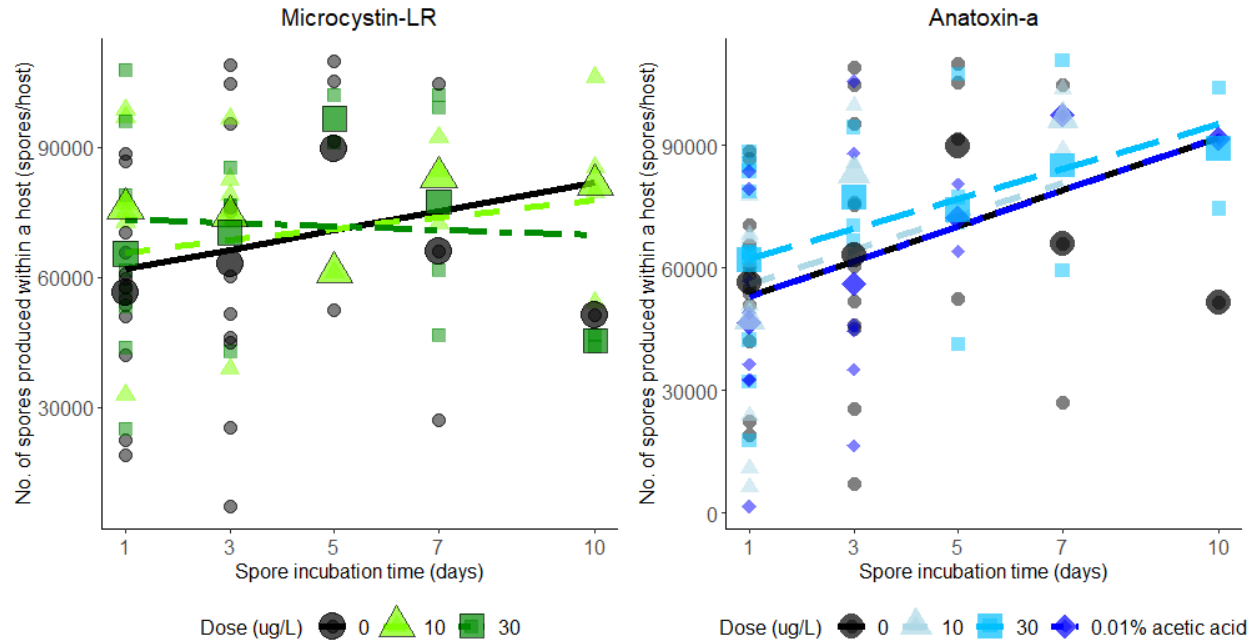 Microcystin-LR
No. of spores produced within a host (spores/host)
90000
60000
30000
1 3 5 7 10
Spore incubation time (days)
Dose (ug/L) 0 10 30
Anatoxin-a
No. of spores produced within a host (spores/host)
90000
60000
30000
0
1 3 5 7 10
Spore incubation time (days)
Dose (ug/L) 0 10 30 0.01% acetic acid